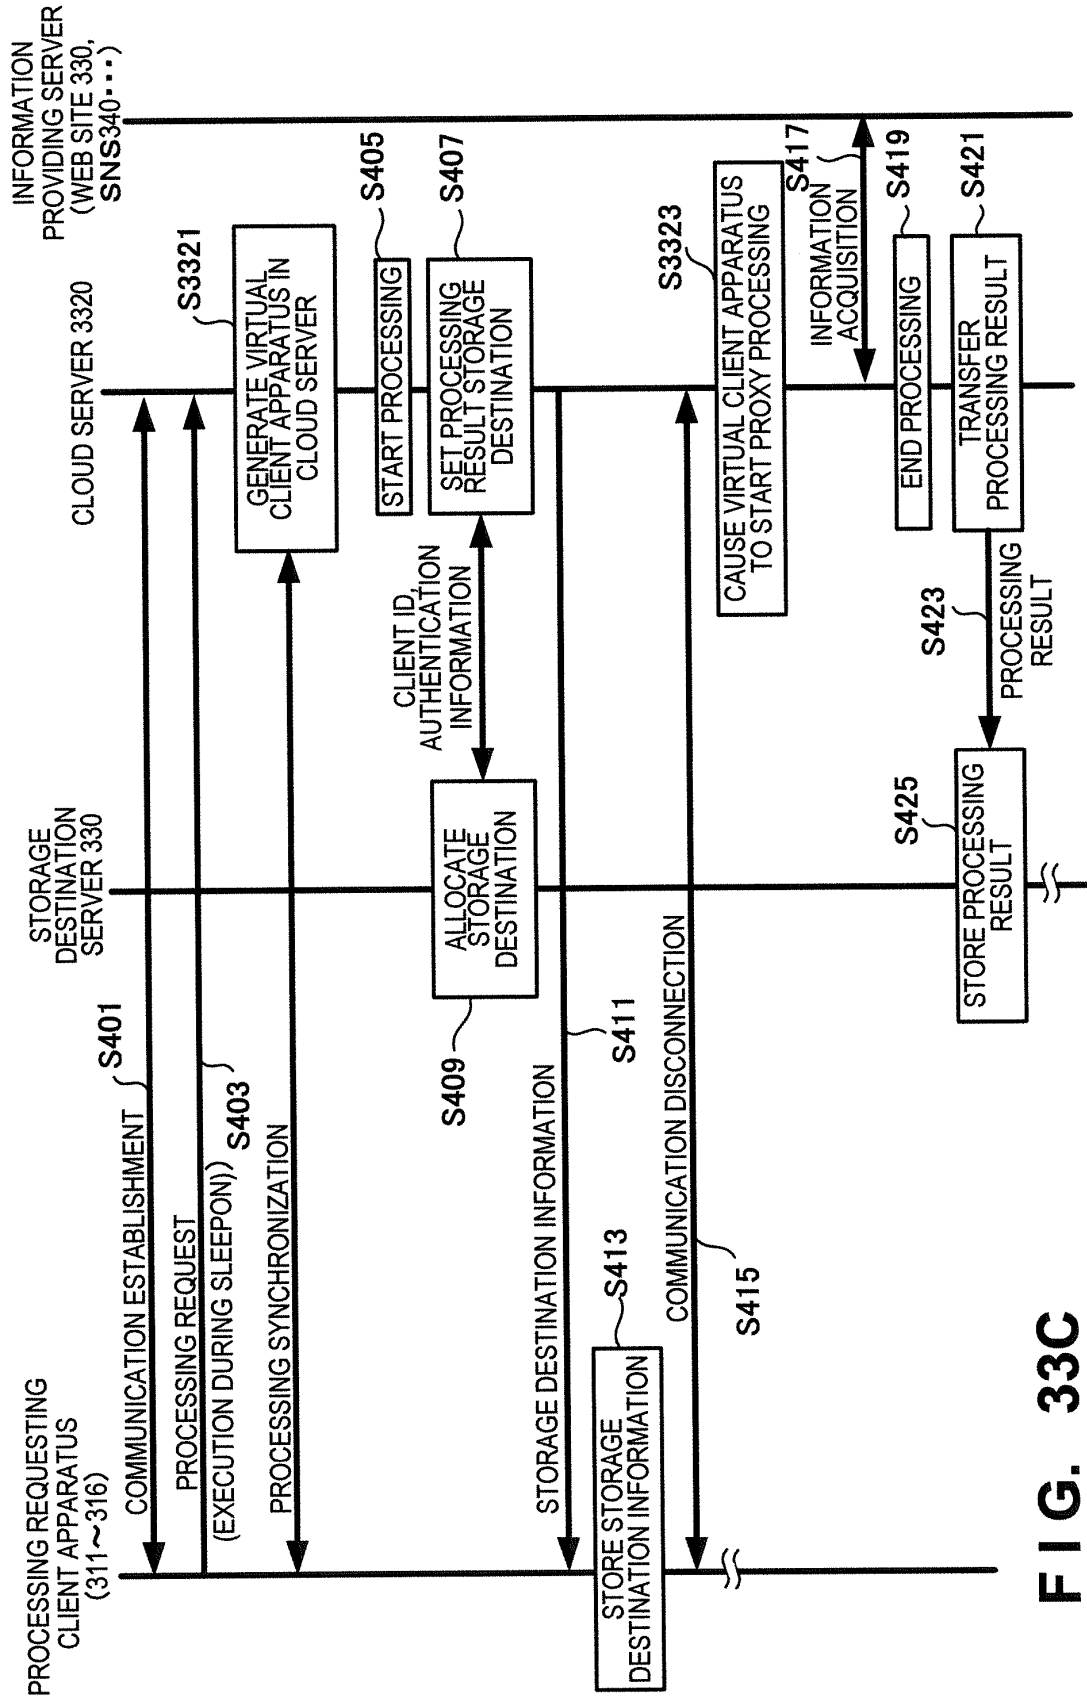 PROCESSING REQUESTING
CLIENT APPARATUS
(311~316)
STORAGE
DESTINATION
SERVER 330
CLOUD SERVER 3320
INFORMATION
PROVIDING SERVER
(WEB SITE 330,
SNS340···)
COMMUNICATION ESTABLISHMENT
S401
PROCESSING REQUEST
(EXECUTION DURING SLEEPON))
S403
S3321
GENERATE VIRTUAL
CLIENT APPARATUS IN
CLOUD SERVER
PROCESSING SYNCHRONIZATION
START PROCESSING
S405
SET PROCESSING
RESULT STORAGE
DESTINATION
S407
CLIENT ID,
AUTHENTICATION
INFORMATION
ALLOCATE
STORAGE
DESTINATION
S409
STORAGE DESTINATION INFORMATION
S411
STORE STORAGE
DESTINATION INFORMATION
S413
COMMUNICATION DISCONNECTION
S415
S3323
CAUSE VIRTUAL CLIENT APPARATUS
TO START PROXY PROCESSING
S417
INFORMATION
ACQUISITION
END PROCESSING
S419
TRANSFER
PROCESSING RESULT
S421
S423
PROCESSING
RESULT
S425
STORE PROCESSING
RESULT
FIG. 33C